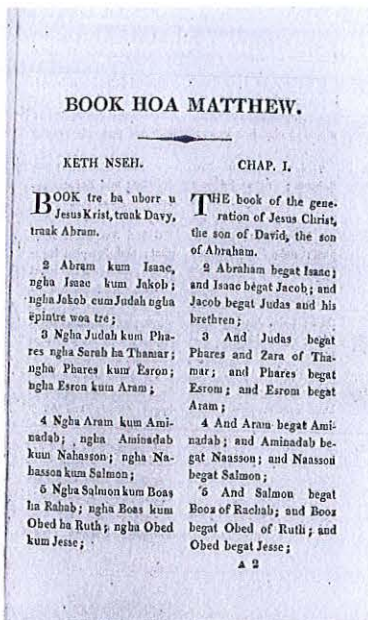 BOOK HOA MATTHEW.
KETH NSEH.
BOOK tre ba uborr u
Jesus Krist, traak Davy,
traak Abram.
2 Abram kum Isaac,
ngha Isaac kum Jakob;
ngha Jakob cum Judah ngha
epintre woa tre;
3 Ngha Judah kum Pha-
res ngha Sarah ha Thamar;
ngha Phares kum Esron;
ngha Esron kum Aram;
4 Ngha Aram kum Ami-
nadab; ngha Aminadab
kum Nahasson; ngha Na-
hasson kum Salmon;
5 Ngha Salmon kum Boas
ha Rahab; ngha Boas kum
Obed ha Ruth; ngha Obed
kum Jesse;
CHAP. I.
THE book of the gene-
ration of Jesus Christ,
the son of David, the son
of Abraham.
2 Abraham begat Isaac;
and Isaac begat Jacob; and
Jacob begat Judas and his
brethren;
3 And Judas begat
Phares and Zara of Tha-
mar; and Phares begat
Esrom; and Esrom begat
Aram;
4 And Aram begat Ami-
nadab; and Aminadab be-
gat Naasson; and Naasson
begat Salmon;
5 And Salmon begat
Booz of Rachab; and Booz
begat Obed of Ruth; and
Obed begat Jesse;
A 2